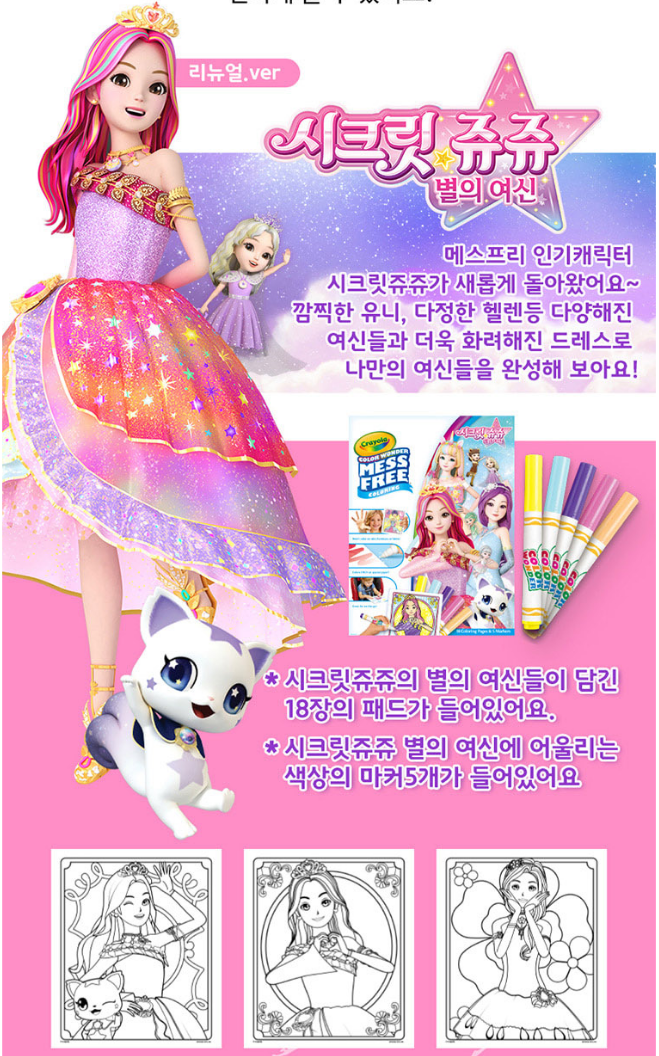 리뉴얼.ver
시크릿 쥬쥬
별의 여신
메스프리 인기캐릭터
시크릿쥬쥬가 새롭게 돌아왔어요~
깜찍한 유니, 다정한 헬렌등 다양해진
여신들과 더욱 화려해진 드레스로
나만의 여신들을 완성해 보아요!
Crayola
시크릿 쥬쥬
COLOR WONDER
MESS
FREE
COLORING
* 시크릿쥬쥬의 별의 여신들이 담긴
18장의 패드가 들어있어요.
* 시크릿쥬쥬 별의 여신에 어울리는
색상의 마커5개가 들어있어요